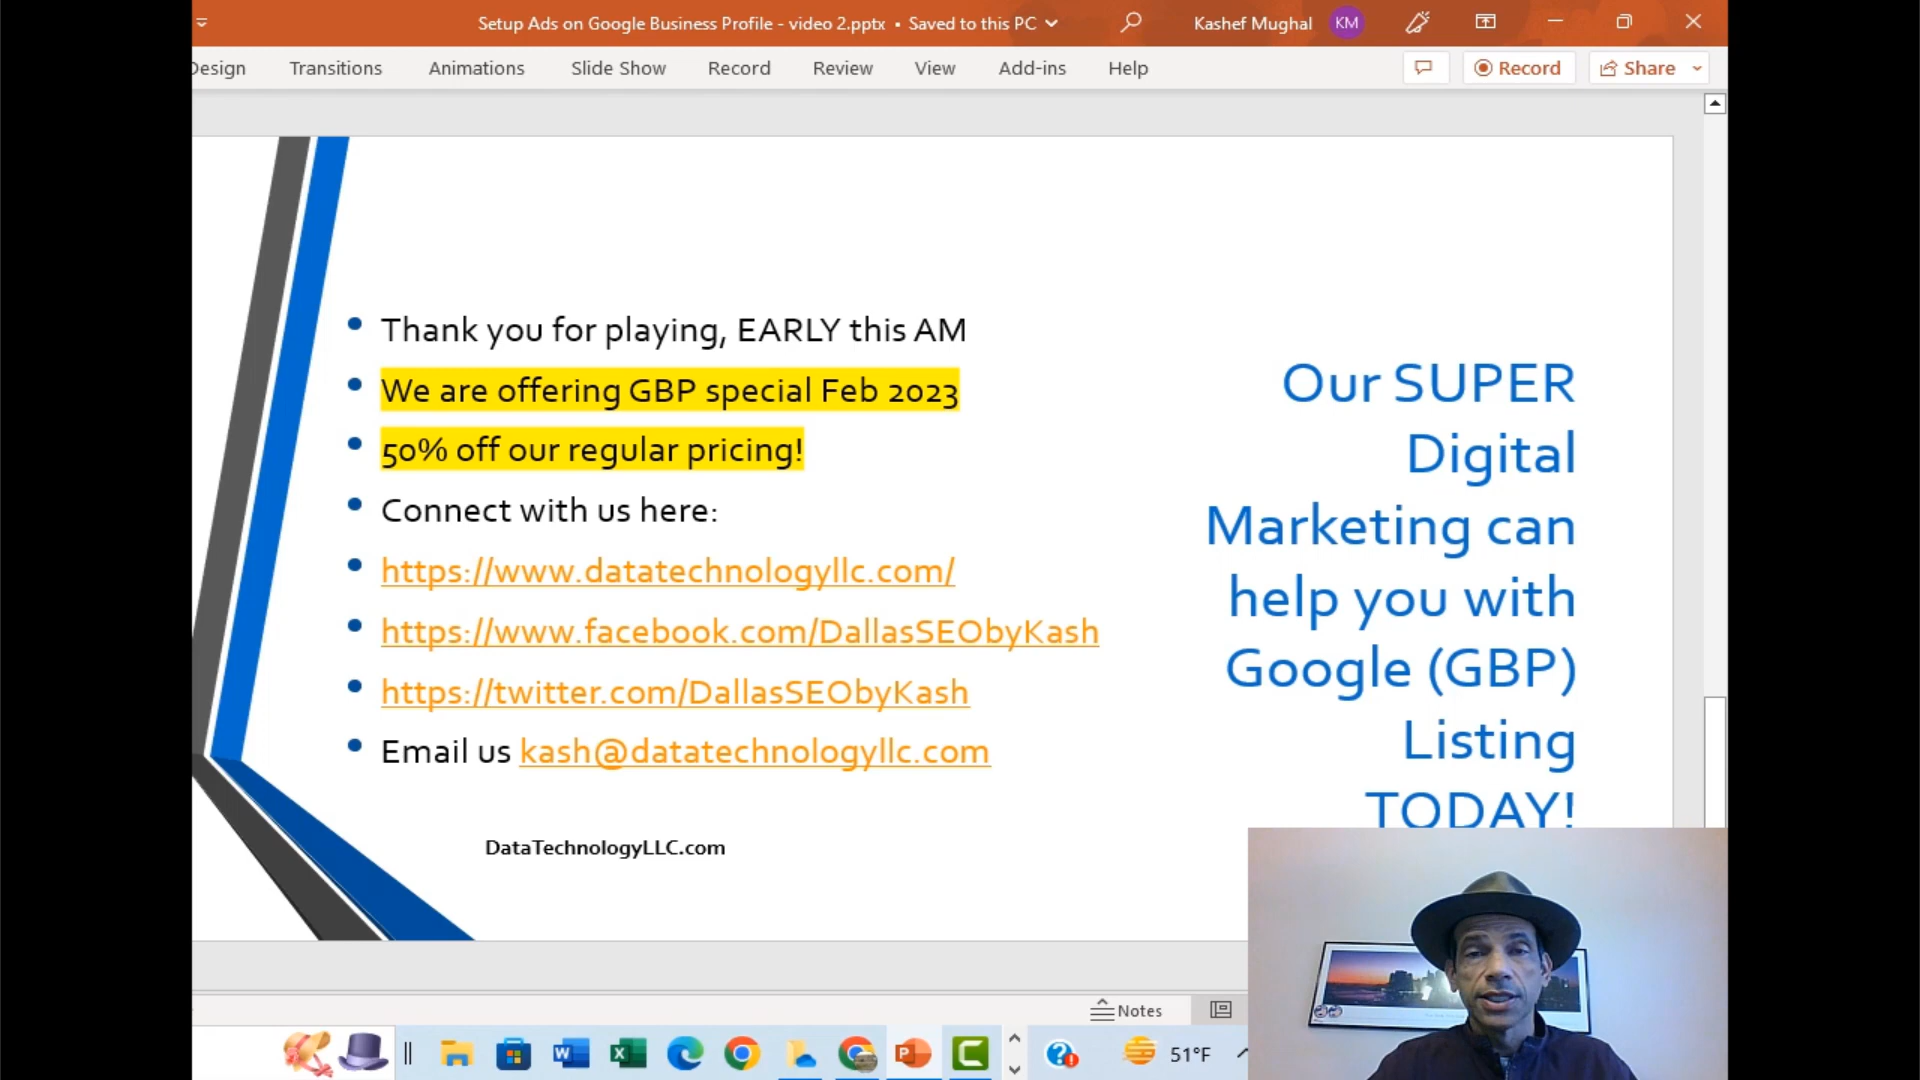 Setup Ads on Google Business Profile - video 2.pptx • Saved to this PC
Kashef Mughal KM
Design Transitions Animations Slide Show Record Review View Add-ins Help Record Share
Thank you for playing, EARLY this AM
We are offering GBP special Feb 2023
50% off our regular pricing!
Connect with us here:
https://www.datatechnologyllc.com/
https://www.facebook.com/DallasSEObyKash
https://twitter.com/DallasSEObyKash
Email us kash@datatechnologyllc.com
DataTechnologyLLC.com
Our SUPER
Digital
Marketing can
help you with
Google (GBP)
Listing
TODAY!
Notes
51°F